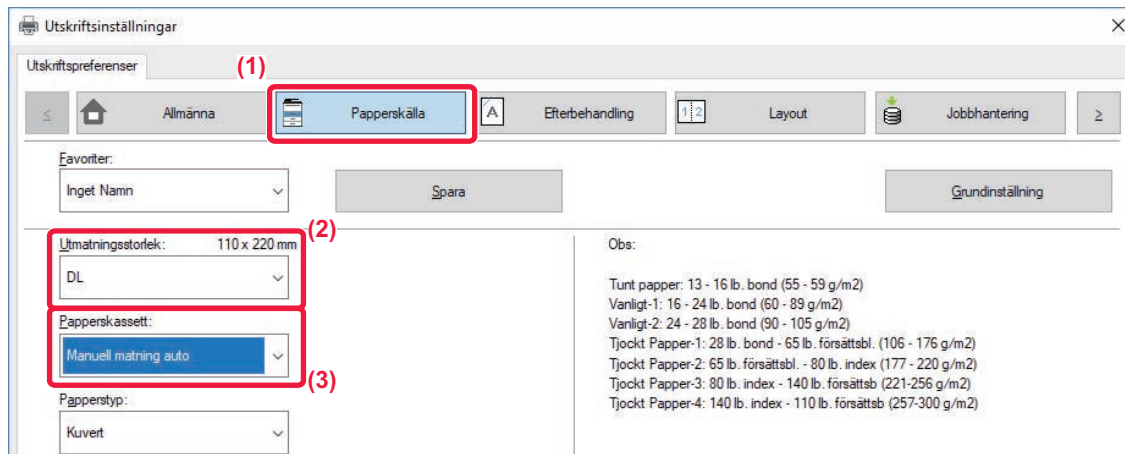 Utskriftsinställningar
Utskriftspreferenser
(1)
≤ Allmänna Papperskälla A Efterbehandling 1 2 Layout Jobbhantering ≥
Favoriter:
Inget Namn Spara Grundinställning
(2)
Utmatningsstorlek: 110 x 220 mm
DL
Papperskassett:
Manuell matning auto
(3)
Papperstyp:
Kuvert
Obs:
Tunt papper: 13 - 16 lb. bond (55 - 59 g/m2)
Vanligt-1: 16 - 24 lb. bond (60 - 89 g/m2)
Vanligt-2: 24 - 28 lb. bond (90 - 105 g/m2)
Tjockt Papper-1: 28 lb. bond - 65 lb. försättsbl. (106 - 176 g/m2)
Tjockt Papper-2: 65 lb. försättsbl. - 80 lb. index (177 - 220 g/m2)
Tjockt Papper-3: 80 lb. index - 140 lb. försättsb (221-256 g/m2)
Tjockt Papper-4: 140 lb. index - 110 lb. försättsb (257-300 g/m2)